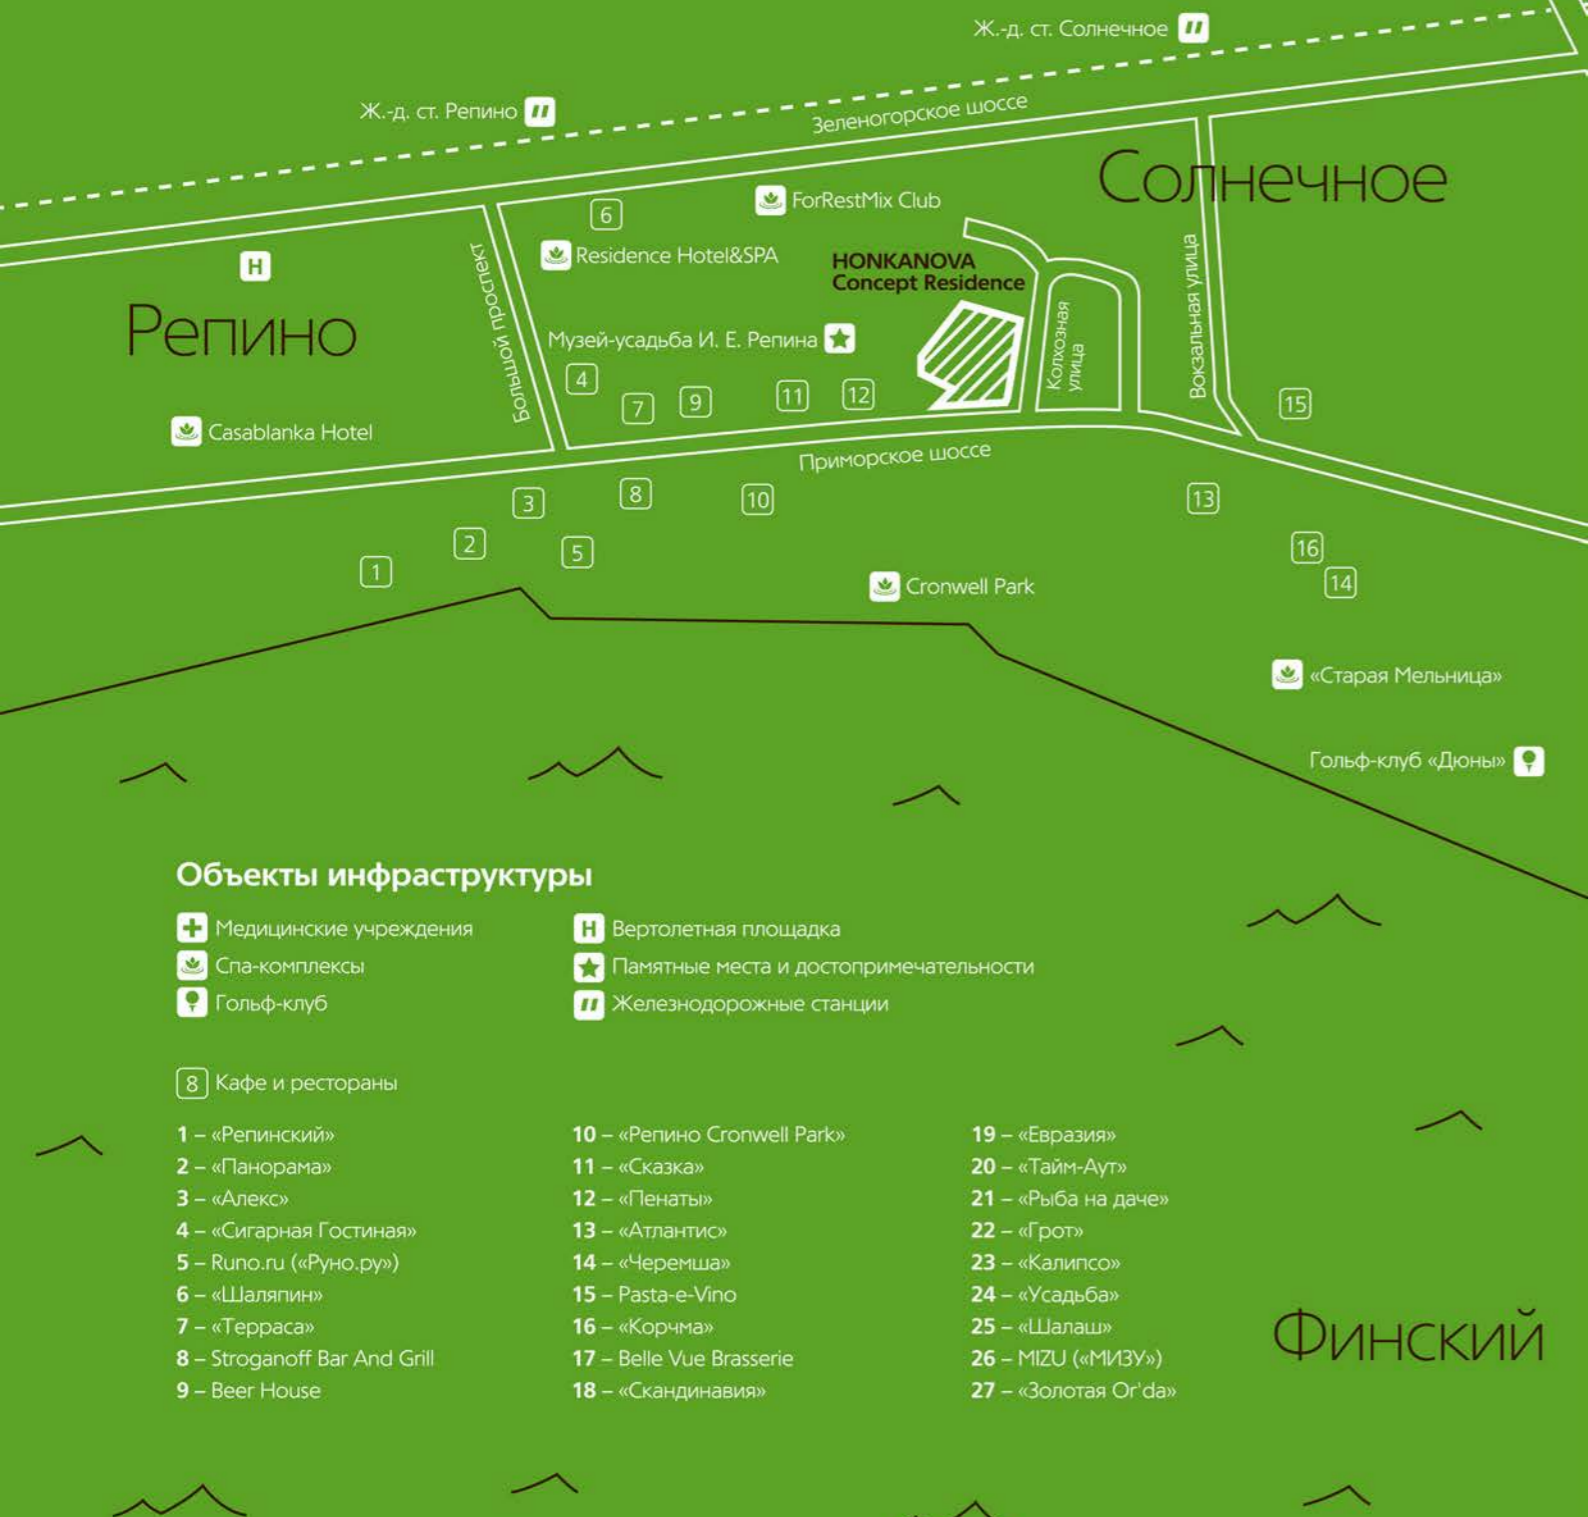 Ж.-д. ст. Солнечное
Ж.-д. ст. Репино
Зеленогорское шоссе
Солнечное
6
ForRestMix Club
H
Residence Hotel&SPA
HONKANOVA
Concept Residence
Репино
Большой проспект
Вокзальная улица
Музей-усадьба И. Е. Репина
Колхозная
улица
4
7
9
11
12
15
Casablanka Hotel
Приморское шоссе
3
8
10
13
2
5
1
16
14
Cronwell Park
«Старая Мельница»
Гольф-клуб «Дюны»
Объекты инфраструктуры
Медицинские учреждения
Спа-комплексы
Гольф-клуб
H Вертолетная площадка
Памятные места и достопримечательности
Железнодорожные станции
8 Кафе и рестораны
1 – «Репинский»
2 – «Панорама»
3 – «Алекс»
4 – «Сигарная Гостиная»
5 – Runo.ru («Руно.ру»)
6 – «Шаляпин»
7 – «Терраса»
8 – Stroganoff Bar And Grill
9 – Beer House
10 – «Репино Cronwell Park»
11 – «Сказка»
12 – «Пенаты»
13 – «Атлантис»
14 – «Черемша»
15 – Pasta-e-Vino
16 – «Корчма»
17 – Belle Vue Brasserie
18 – «Скандинавия»
19 – «Евразия»
20 – «Тайм-Аут»
21 – «Рыба на даче»
22 – «Грот»
23 – «Калипсо»
24 – «Усадьба»
25 – «Шалаш»
26 – MIZU («МИЗУ»)
27 – «Золотая Or'da»
Финский